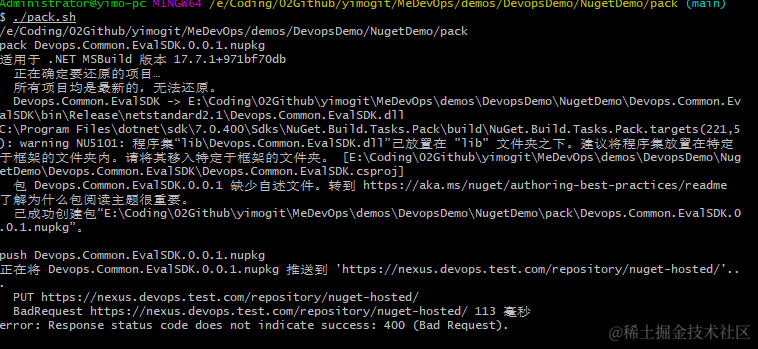 Administrator@yimo-pc MINGW64 /e/Coding/02Github/yimogit/MeDevOps/demos/DevopsDemo/NugetDemo/pack (main)
$ ./pack.sh
/e/Coding/02Github/yimogit/MeDevOps/demos/DevopsDemo/NugetDemo/pack
pack Devops.Common.EvalSDK.0.0.1.nupkg
适用于 .NET MSBuild 版本 17.7.1+971bf70db
正在确定要还原的项目…
所有项目均是最新的，无法还原。
Devops.Common.EvalSDK -> E:\Coding\02Github\yimogit\MeDevOps\demos\DevopsDemo\NugetDemo\Devops.Common.Ev
alSDK\bin\Release\netstandard2.1\Devops.Common.EvalSDK.dll
C:\Program Files\dotnet\sdk\7.0.400\Sdks\NuGet.Build.Tasks.Pack\build\NuGet.Build.Tasks.Pack.targets(221,5
): warning NU5101: 程序集“lib\Devops.Common.EvalSDK.dll”已放置在 "lib" 文件夹之下。建议将程序集放置在特定
于框架的文件夹内。请将其移入特定于框架的文件夹。 [E:\Coding\02Github\yimogit\MeDevOps\demos\DevopsDemo\Nug
etDemo\Devops.Common.EvalSDK\Devops.Common.EvalSDK.csproj]
包 Devops.Common.EvalSDK.0.0.1 缺少自述文件。转到 https://aka.ms/nuget/authoring-best-practices/readme
了解为什么包阅读主题很重要。
已成功创建包“E:\Coding\02Github\yimogit\MeDevOps\demos\DevopsDemo\NugetDemo\pack\Devops.Common.EvalSDK.0
.0.1.nupkg”。
push Devops.Common.EvalSDK.0.0.1.nupkg
正在将 Devops.Common.EvalSDK.0.0.1.nupkg 推送到 'https://nexus.devops.test.com/repository/nuget-hosted/'..
.
PUT https://nexus.devops.test.com/repository/nuget-hosted/
BadRequest https://nexus.devops.test.com/repository/nuget-hosted/ 113 毫秒
error: Response status code does not indicate success: 400 (Bad Request).
@稀土掘金技术社区